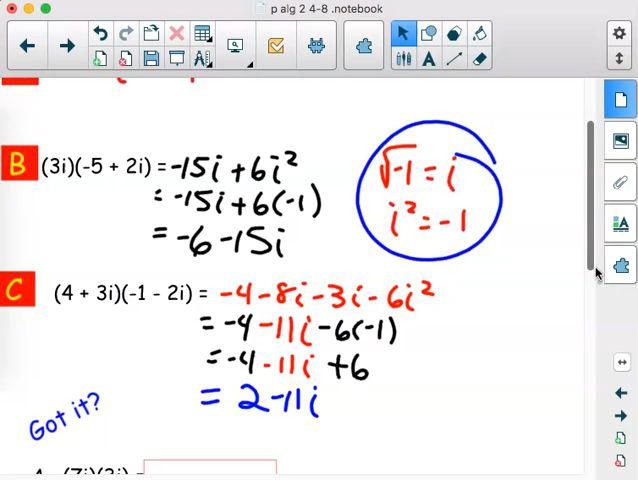 p alg 2 4-8 .notebook
B (3i)(-5 + 2i) = -15i + 6i²
= -15i + 6(-1)
= -6 -15i
√-1 = i
i² = -1
C (4 + 3i)(-1 - 2i) = -4 - 8i - 3i - 6i²
= -4 -11i -6(-1)
= -4 -11i +6
= 2 -11i
Got it?